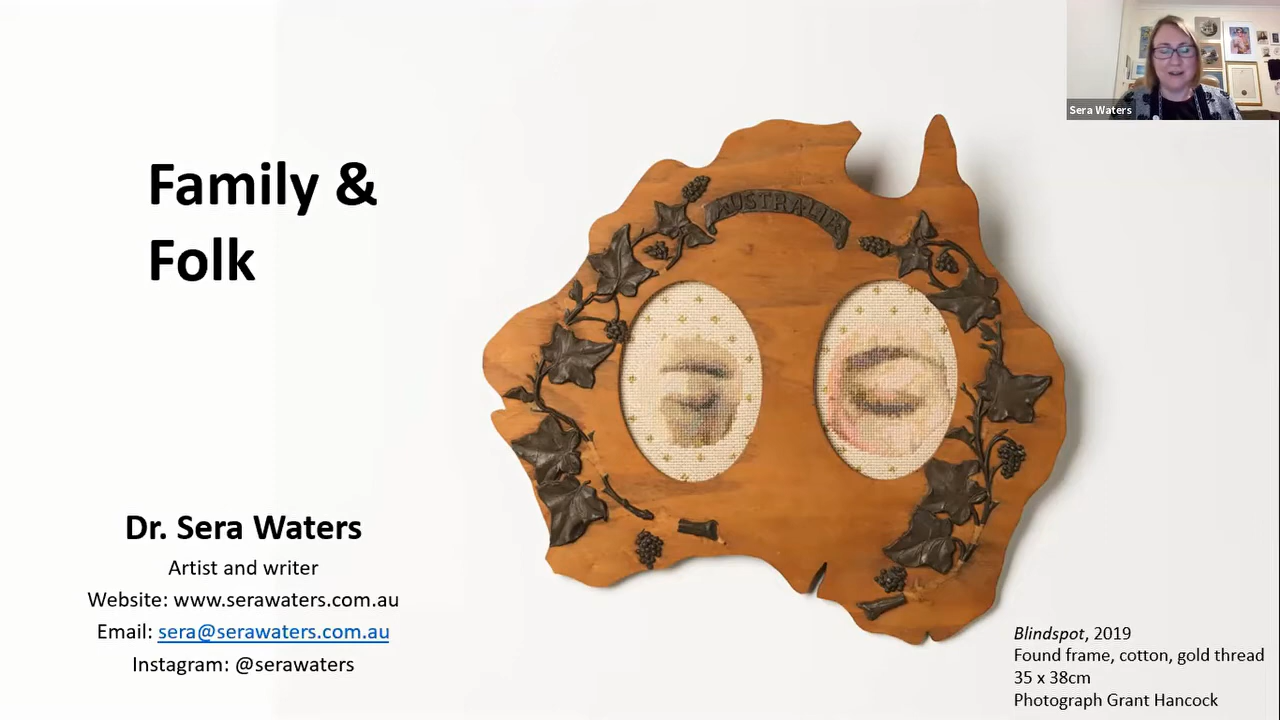 Family &
Folk
Dr. Sera Waters
Artist and writer
Website: www.serawaters.com.au
Email: sera@serawaters.com.au
Instagram: @serawaters
AUSTRALIA
Sera Waters
Blindspot, 2019
Found frame, cotton, gold thread
35 x 38cm
Photograph Grant Hancock